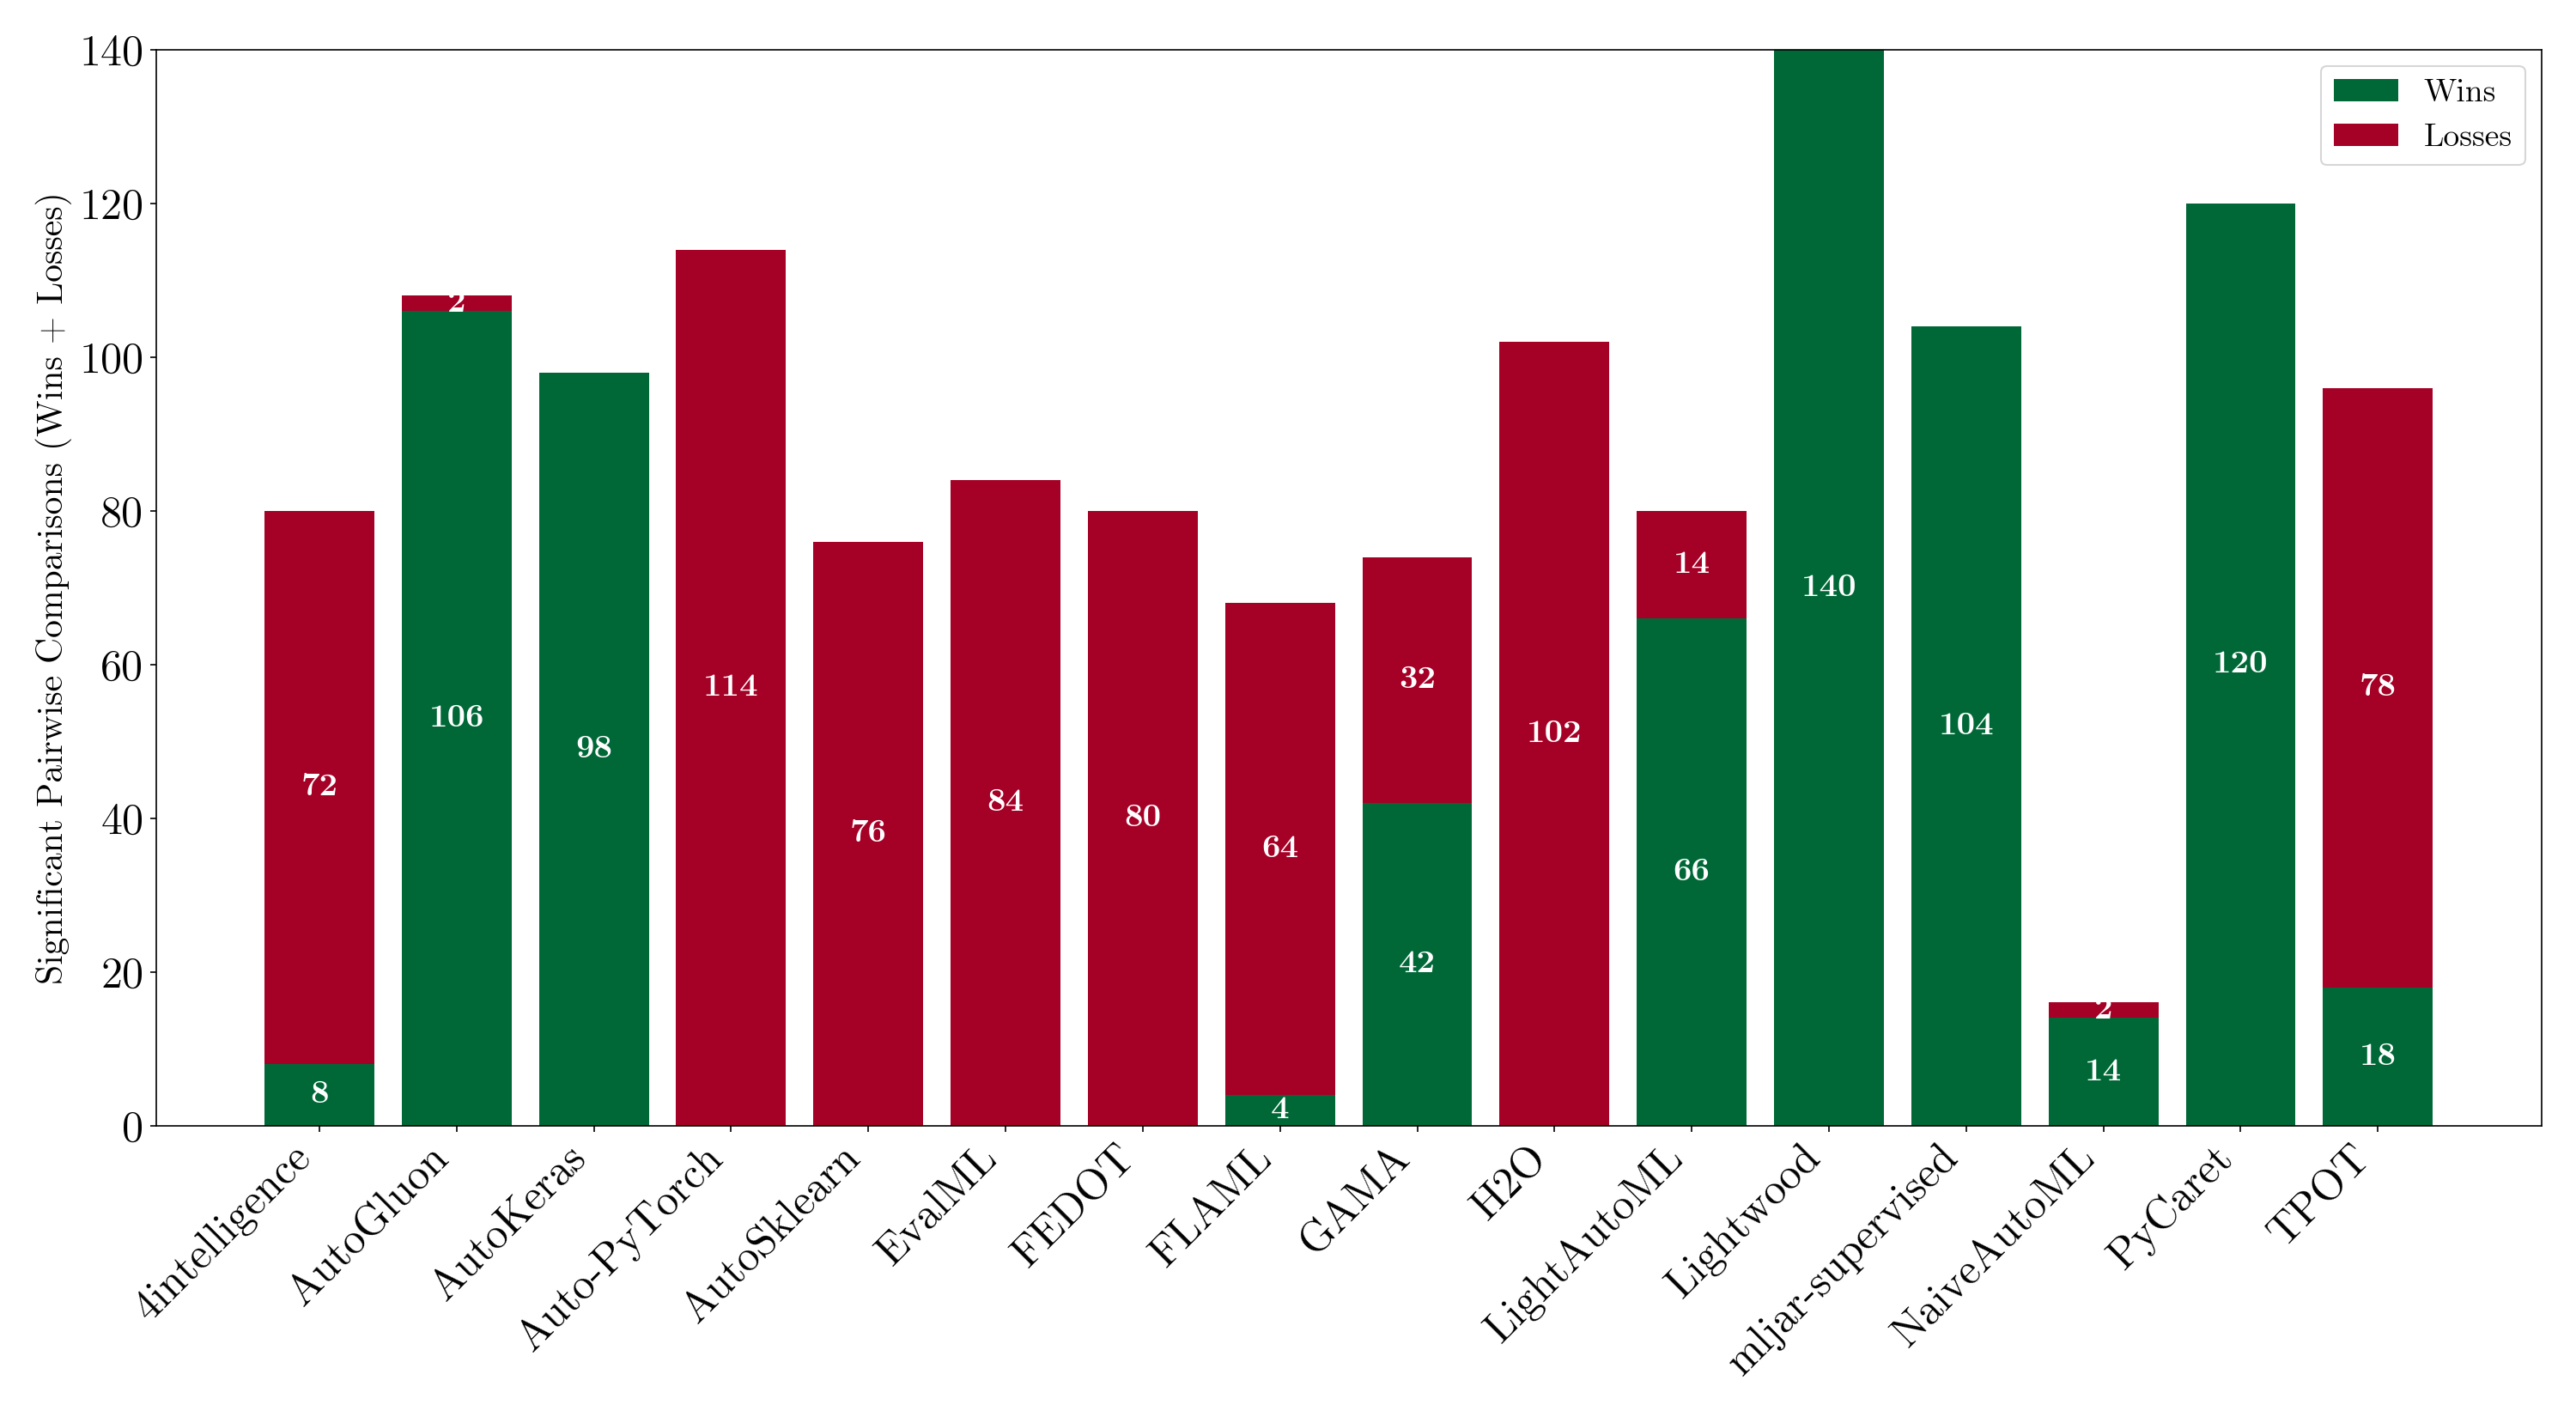 Significant Pairwise Comparisons (Wins + Losses)
140
120
100
80
60
40
20
0
Wins
Losses
72
8
2
106
98
114
76
84
80
64
4
32
42
102
14
66
140
104
2
14
120
78
18
4intelligence
AutoGluon
AutoKeras
Auto-PyTorch
AutoSklearn
EvalML
FEDOT
FLAML
GAMA
H2O
LightAutoML
Lightwood
mljar-supervised
NaiveAutoML
PyCaret
TPOT